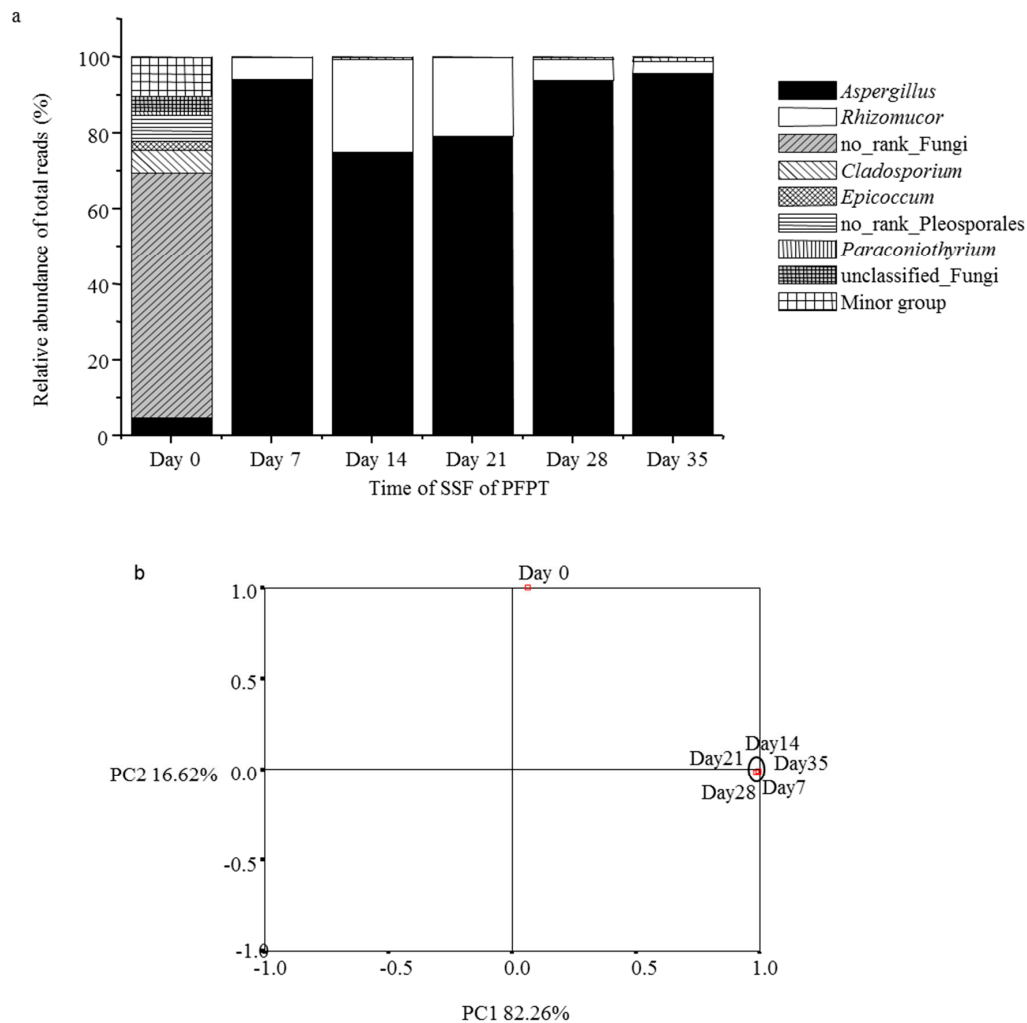 a
Relative abundance of total reads (%)
100
80
60
40
20
0
Day 0
Day 7
Day 14
Day 21
Day 28
Day 35
Time of SSF of PFPT
Aspergillus
Rhizomucor
no_rank_Fungi
Cladosporium
Epicoccum
no_rank_Pleosporales
Paraconiothyrium
unclassified_Fungi
Minor group
b
Day 0
1.0
0.5
PC2 16.62%
0.0
-0.5
-1.0
Day14
Day21
Day35
Day28
Day7
-1.0
-0.5
0.0
0.5
1.0
PC1 82.26%